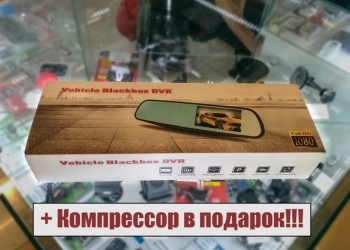 Vehicle Blackbox DVR
Full HD
1080
Vehicle Blackbox DVR
+ Компрессор в подарок!!!